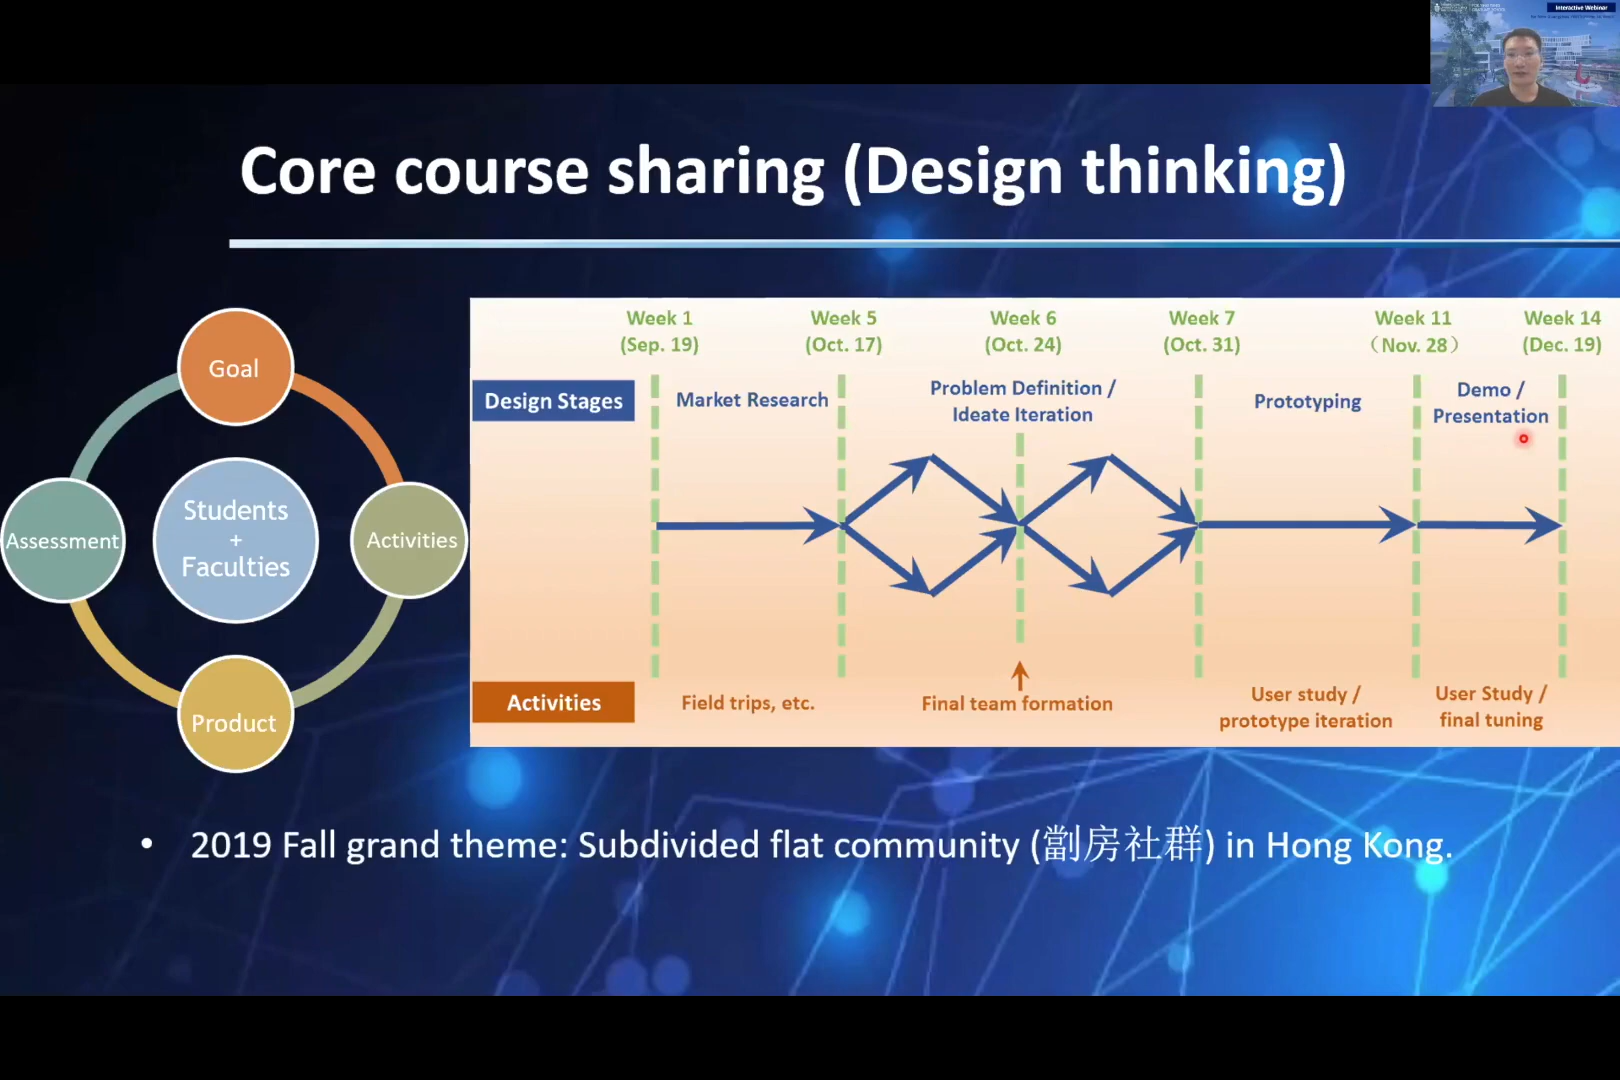 Interactive Webinar
Core course sharing (Design thinking)
Goal
Assessment
Students
+
Faculties
Activities
Product
Week 1
(Sep. 19)
Week 5
(Oct. 17)
Week 6
(Oct. 24)
Week 7
(Oct. 31)
Week 11
（Nov. 28）
Week 14
(Dec. 19)
Design Stages
Market Research
Problem Definition /
Ideate Iteration
Prototyping
Demo /
Presentation
Activities
Field trips, etc.
Final team formation
User study /
prototype iteration
User Study /
final tuning
• 2019 Fall grand theme: Subdivided flat community (劏房社群) in Hong Kong.